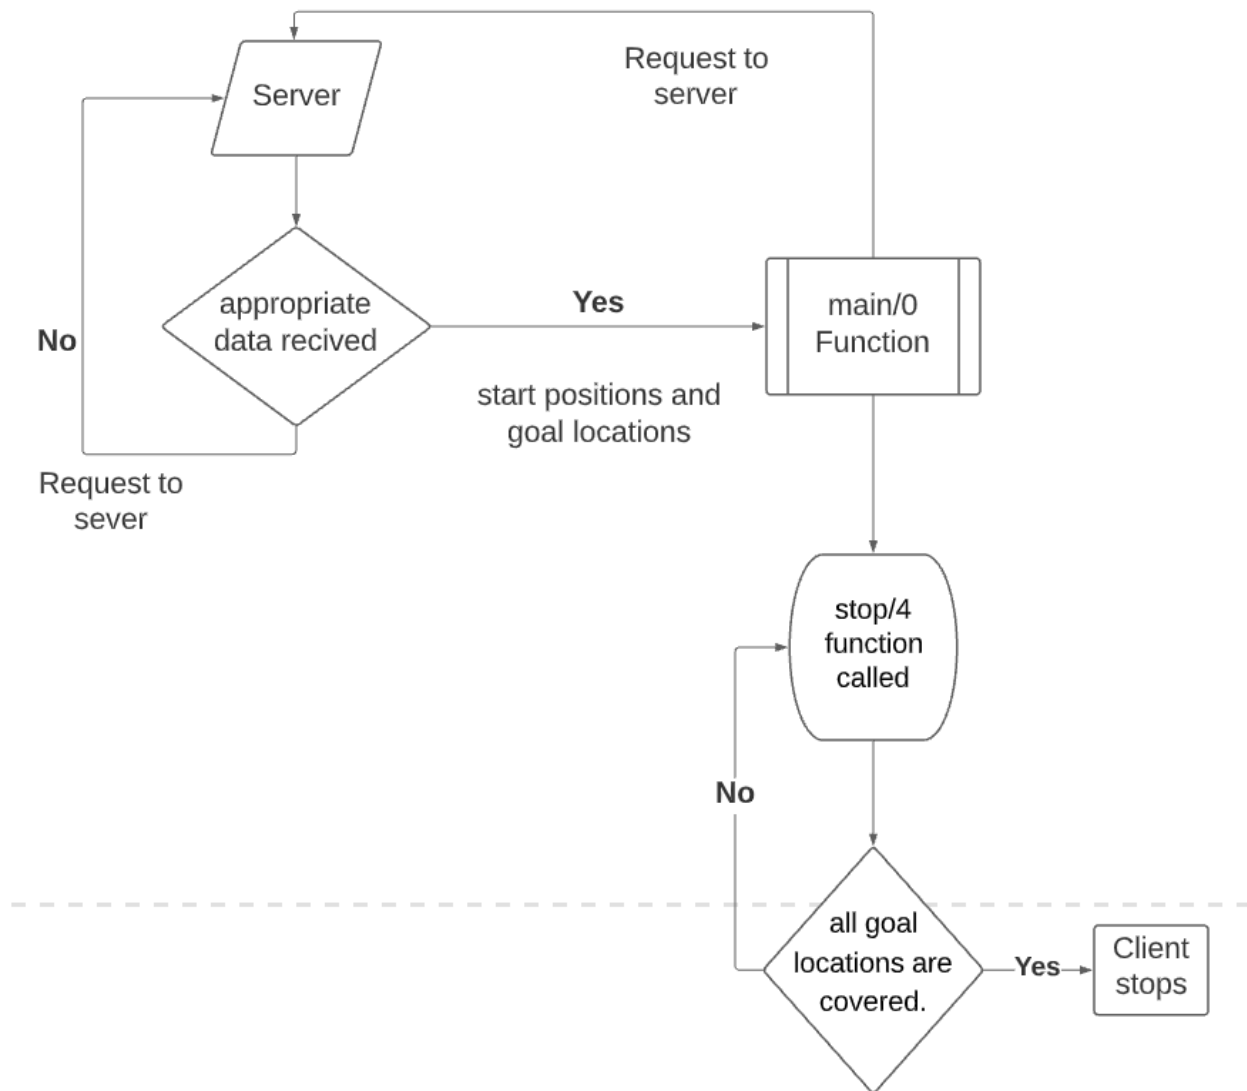 Request to
server
Server
appropriate
data recived
No
Yes
main/0
Function
start positions and
goal locations
Request to
sever
stop/4
function
called
No
all goal
locations are
covered.
Yes
Client
stops